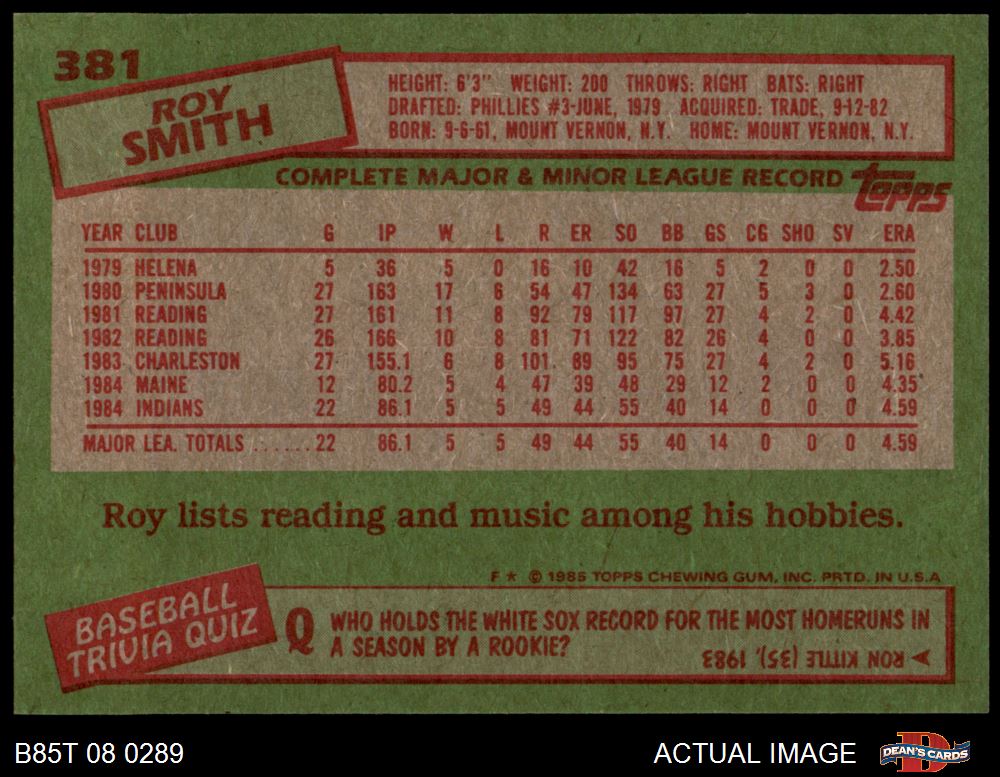 381
ROY
SMITH
HEIGHT: 6'3" WEIGHT: 200 THROWS: RIGHT BATS: RIGHT
DRAFTED: PHILLIES #3-JUNE, 1979 ACQUIRED: TRADE, 9-12-82
BORN: 9-6-61, MOUNT VERNON, N.Y. HOME: MOUNT VERNON, N.Y.
COMPLETE MAJOR & MINOR LEAGUE RECORD topps
YEAR CLUB G IP W L R ER SO BB GS CG SHO SV ERA
1979 HELENA 5 36 5 0 16 10 42 16 5 2 0 0 2.50
1980 PENINSULA 27 163 17 6 54 47 134 63 27 5 3 0 2.60
1981 READING 27 161 11 8 92 79 117 97 27 4 2 0 4.42
1982 READING 26 166 10 8 81 71 122 82 26 4 0 0 3.85
1983 CHARLESTON 27 155.1 6 8 101 89 95 75 27 4 2 0 5.16
1984 MAINE 12 80.2 5 4 47 39 48 29 12 2 0 0 4.35
1984 INDIANS 22 86.1 5 5 49 44 55 40 14 0 0 0 4.59
MAJOR LEA. TOTALS ...... 22 86.1 5 5 49 44 55 40 14 0 0 0 4.59
Roy lists reading and music among his hobbies.
F ★ © 1985 TOPPS CHEWING GUM, INC. PRTD. IN U.S.A
BASEBALL
TRIVIA QUIZ
Q WHO HOLDS THE WHITE SOX RECORD FOR THE MOST HOMERUNS IN
A SEASON BY A ROOKIE?
➤ RON KITTLE (35), 1983
B85T 08 0289
ACTUAL IMAGE
D
DEAN'S CARDS